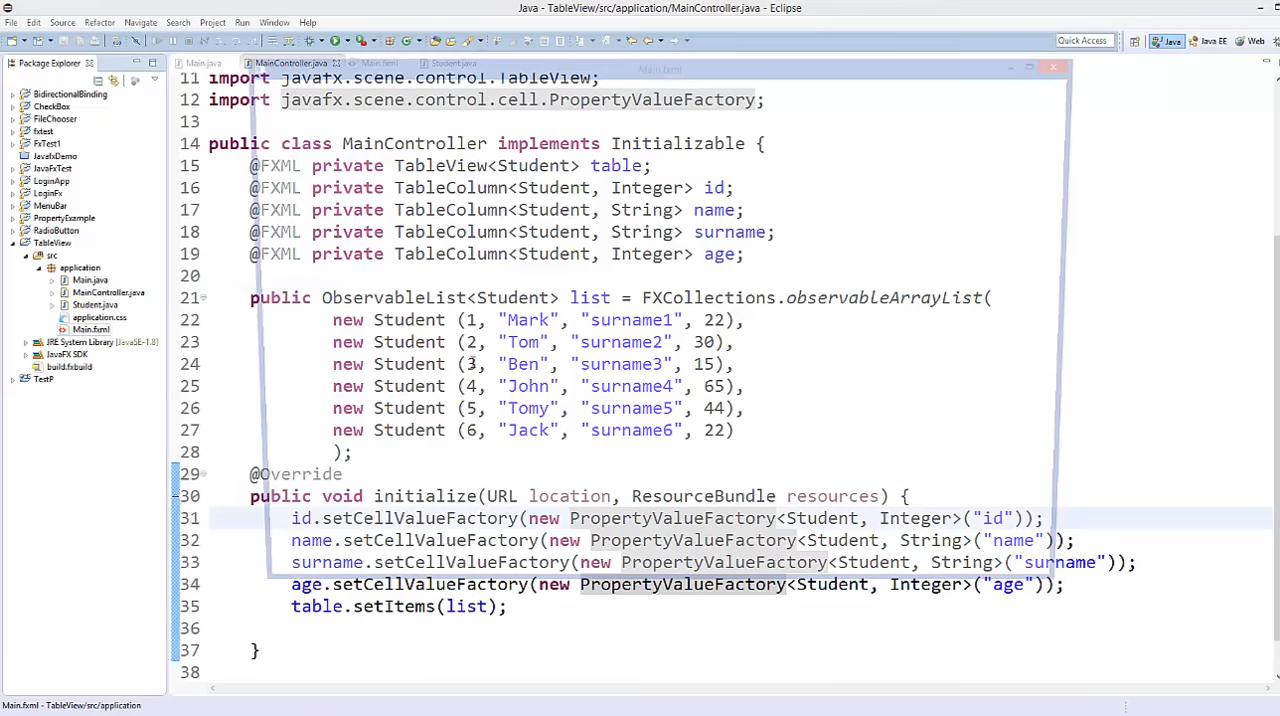 Java - TableView/src/application/MainController.java - Eclipse
File Edit Source Refactor Navigate Search Project Run Window Help
Quick Access Java Java EE Web
Package Explorer
Main.java MainController.java Main.fxml Student.java
Main.fxml
BidirectionalBinding
CheckBox
FileChooser
fxtest
FxTest1
JavafxDemo
JavaFxTest
LoginApp
LoginFx
MenuBar
PropertyExample
RadioButton
TableView
src
application
Main.java
MainController.java
Student.java
application.css
Main.fxml
JRE System Library [JavaSE-1.8]
JavaFX SDK
build.fxbuild
TestP
11 import javafx.scene.control.TableView;
12 import javafx.scene.control.cell.PropertyValueFactory;
13
14 public class MainController implements Initializable {
15 @FXML private TableView<Student> table;
16 @FXML private TableColumn<Student, Integer> id;
17 @FXML private TableColumn<Student, String> name;
18 @FXML private TableColumn<Student, String> surname;
19 @FXML private TableColumn<Student, Integer> age;
20
21 public ObservableList<Student> list = FXCollections.observableArrayList(
22 new Student (1, "Mark", "surname1", 22),
23 new Student (2, "Tom", "surname2", 30),
24 new Student (3, "Ben", "surname3", 15),
25 new Student (4, "John", "surname4", 65),
26 new Student (5, "Tomy", "surname5", 44),
27 new Student (6, "Jack", "surname6", 22)
28 );
29 @Override
30 public void initialize(URL location, ResourceBundle resources) {
31 id.setCellValueFactory(new PropertyValueFactory<Student, Integer>("id"));
32 name.setCellValueFactory(new PropertyValueFactory<Student, String>("name"));
33 surname.setCellValueFactory(new PropertyValueFactory<Student, String>("surname"));
34 age.setCellValueFactory(new PropertyValueFactory<Student, Integer>("age"));
35 table.setItems(list);
36
37 }
38
Main.fxml - TableView/src/application